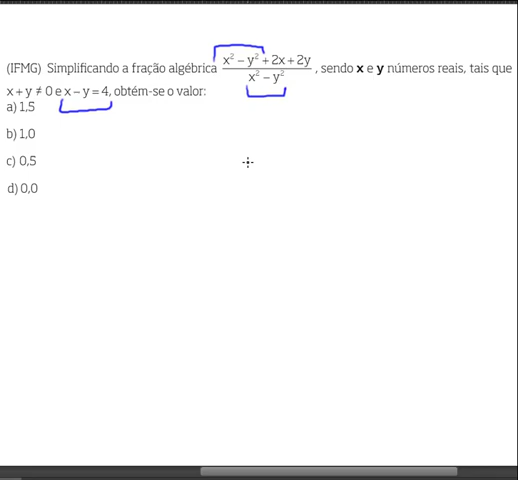 (IFMG) Simplificando a fração algébrica x² – y² + 2x + 2y / x² – y² , sendo x e y números reais, tais que
x + y ≠ 0 e x – y = 4, obtém-se o valor:
a) 1,5
b) 1,0
c) 0,5
d) 0,0